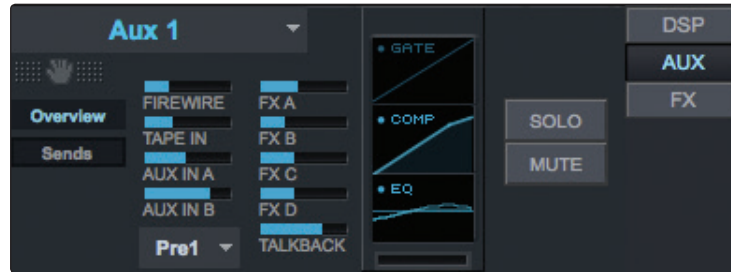 Aux 1
Overview
Sends
FIREWIRE
TAPE IN
AUX IN A
AUX IN B
Pre1
FX A
FX B
FX C
FX D
TALKBACK
GATE
COMP
EQ
SOLO
MUTE
DSP
AUX
FX